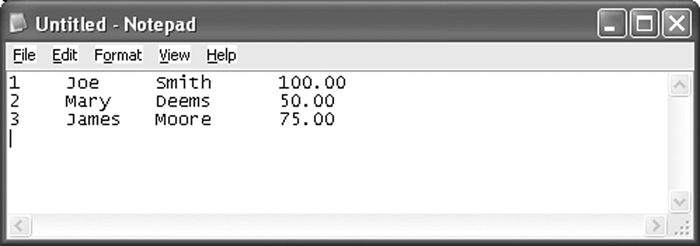 Untitled - Notepad
File Edit Format View Help
1 Joe Smith 100.00
2 Mary Deems 50.00
3 James Moore 75.00